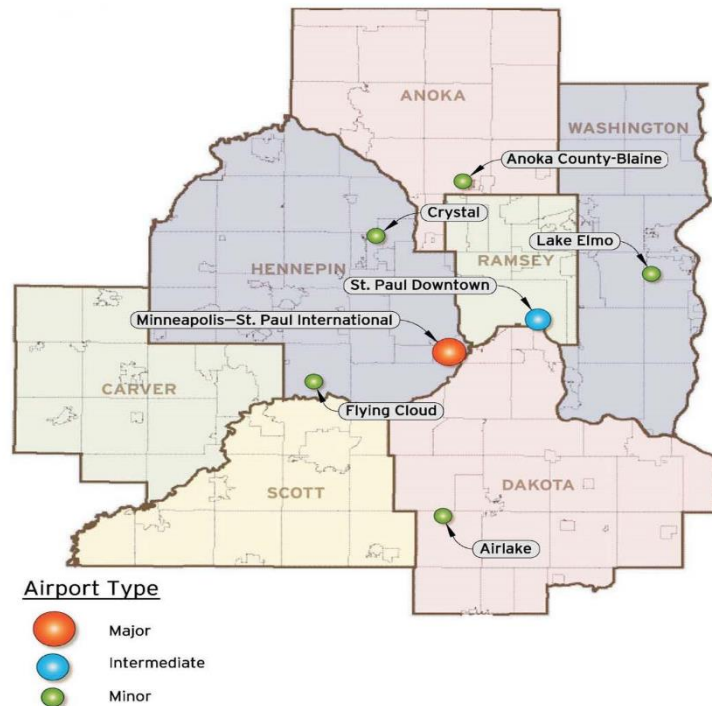 ANOKA
WASHINGTON
Anoka County-Blaine
Crystal
Lake Elmo
RAMSEY
HENNEPIN
St. Paul Downtown
Minneapolis—St. Paul International
CARVER
Flying Cloud
SCOTT
DAKOTA
Airlake
Airport Type
Major
Intermediate
Minor